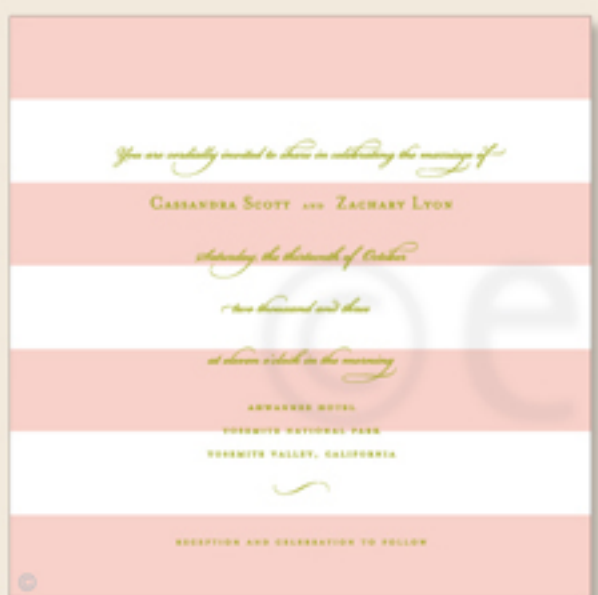 You are cordially invited to share in celebrating the marriage of
Cassandra Scott and Zachary Lyon
Saturday the thirteenth of October
two thousand and three
at eleven o'clock in the morning
AHWAHNEE HOTEL
YOSEMITE NATIONAL PARK
YOSEMITE VALLEY, CALIFORNIA
RECEPTION AND CELEBRATION TO FOLLOW
© e